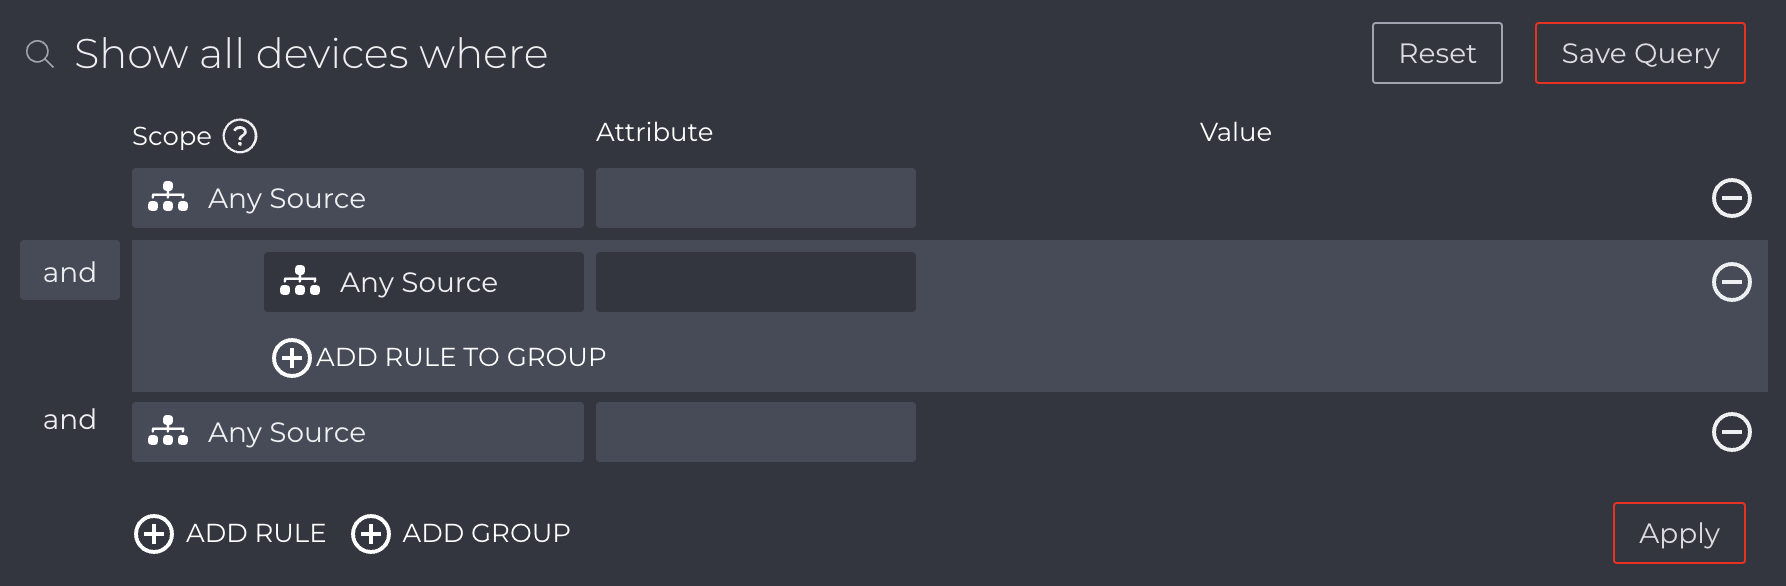 Show all devices where
Reset
Save Query
Scope ?
Attribute
Value
Any Source
and
Any Source
ADD RULE TO GROUP
and
Any Source
ADD RULE
ADD GROUP
Apply